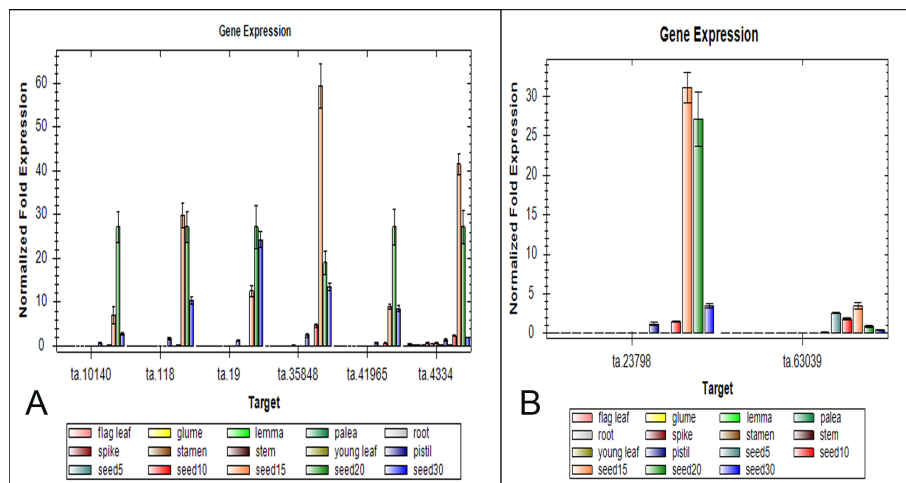 Gene Expression
Normalized Fold Expression
60
50
40
30
20
10
0
ta.10140 ta.118 ta.19 ta.35848 ta.41965 ta.4334
Target
A
flag leaf glume lemma palea root
spike stamen stem young leaf pistil
seed5 seed10 seed15 seed20 seed30
Gene Expression
Normalized Fold Expression
30
25
20
15
10
5
0
ta.23798 ta.63039
Target
B
flag leaf glume lemma palea
root spike stamen stem
young leaf pistil seed5 seed10
seed15 seed20 seed30